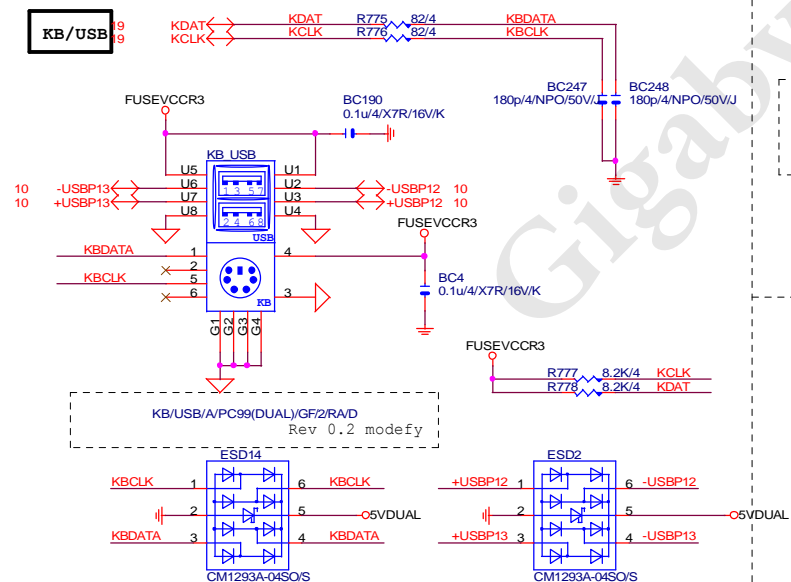 KB/USB
19 KDAT KDAT R775 82/4 KBDATA
19 KCLK KCLK R776 82/4 KBCLK
BC247 BC248
180p/4/NPO/50V/J 180p/4/NPO/50V/J
FUSEVCCR3
BC190
0.1u/4/X7R/16V/K
KB_USB
U5 U1
10 -USBP13 U6 U2 -USBP12 10
10 +USBP13 U7 U3 +USBP12 10
U8 U4
1 3 5 7
2 4 6 8
USB
FUSEVCCR3
KBDATA 1 4
2
KBCLK 5
6 3
KB
BC4
0.1u/4/X7R/16V/K
G1 G2 G3 G4
FUSEVCCR3
R777 8.2K/4 KCLK
R778 8.2K/4 KDAT
KB/USB/A/PC99(DUAL)/GF/2/RA/D
Rev 0.2 modefy
ESD14
KBCLK 1 6 KBCLK
2 5 5VDUAL
KBDATA 3 4 KBDATA
CM1293A-04SO/S
ESD2
+USBP12 1 6 -USBP12
2 5 5VDUAL
+USBP13 3 4 -USBP13
CM1293A-04SO/S